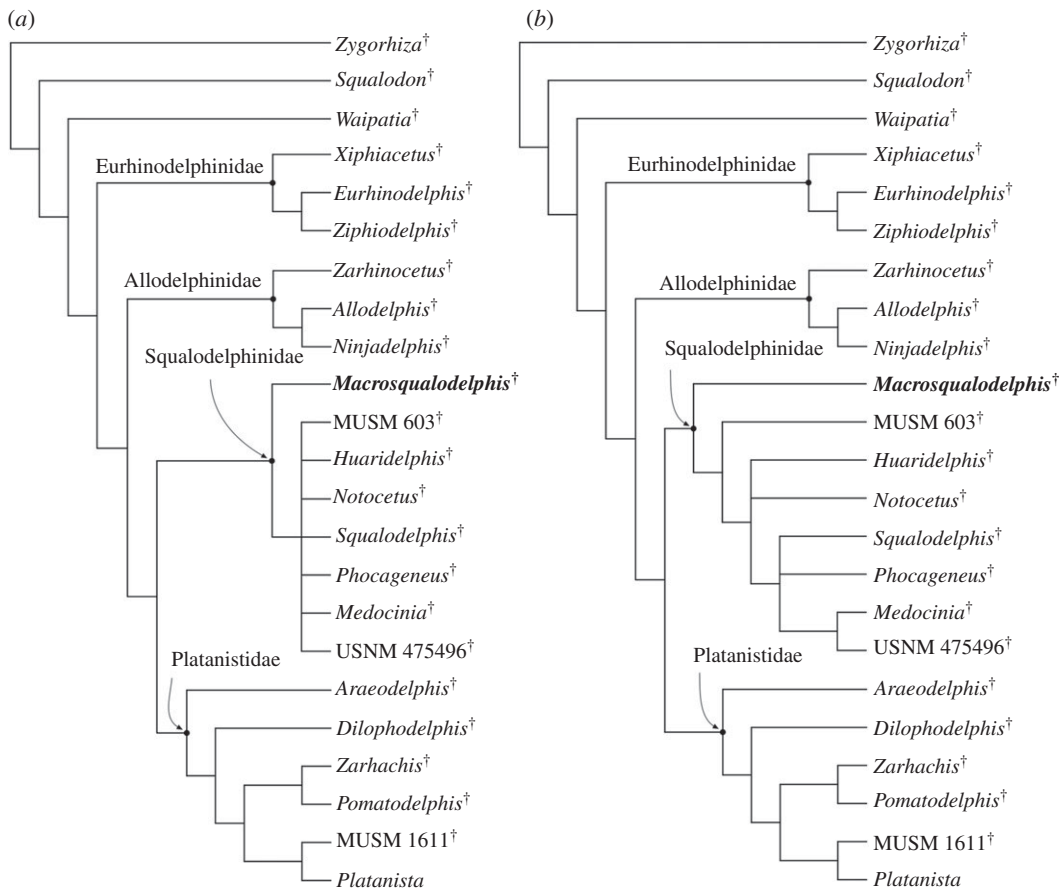 (a)
Zygorhiza†
Squalodon†
Waipatia†
Eurhinodelphinidae
Xiphiacetus†
Eurhinodelphis†
Ziphiodelphis†
Allodelphinidae
Zarhinocetus†
Allodelphis†
Ninjadelphis†
Squalodelphinidae
Macrosqualodelphis†
MUSM 603†
Huaridelphis†
Notocetus†
Squalodelphis†
Phocageneus†
Medocinia†
USNM 475496†
Platanistidae
Araeodelphis†
Dilophodelphis†
Zarhachis†
Pomatodelphis†
MUSM 1611†
Platanista
(b)
Zygorhiza†
Squalodon†
Waipatia†
Eurhinodelphinidae
Xiphiacetus†
Eurhinodelphis†
Ziphiodelphis†
Allodelphinidae
Zarhinocetus†
Allodelphis†
Ninjadelphis†
Squalodelphinidae
Macrosqualodelphis†
MUSM 603†
Huaridelphis†
Notocetus†
Squalodelphis†
Phocageneus†
Medocinia†
USNM 475496†
Platanistidae
Araeodelphis†
Dilophodelphis†
Zarhachis†
Pomatodelphis†
MUSM 1611†
Platanista